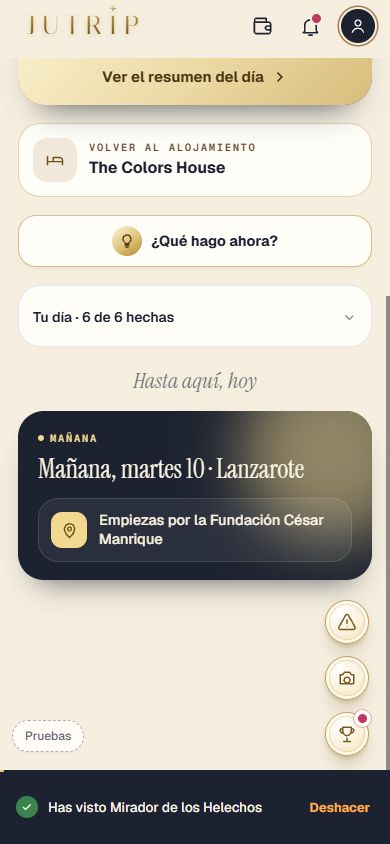 JUTRIP
Ver el resumen del día
VOLVER AL ALOJAMIENTO
The Colors House
¿Qué hago ahora?
Tu día · 6 de 6 hechas
Hasta aquí, hoy
MAÑANA
Mañana, martes 10 · Lanzarote
Empiezas por la Fundación César
Manrique
Pruebas
Has visto Mirador de los Helechos
Deshacer